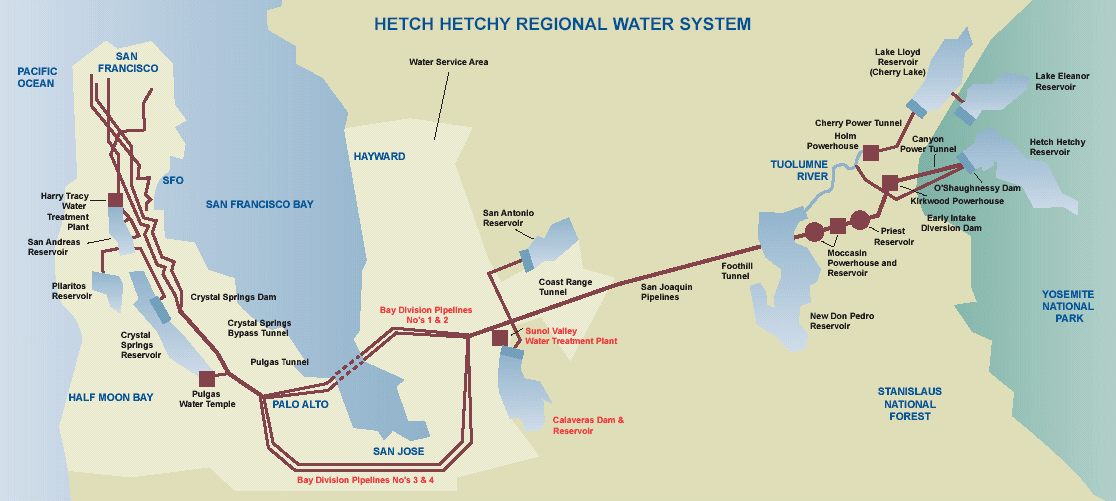 HETCH HETCHY REGIONAL WATER SYSTEM
PACIFIC
OCEAN
SAN
FRANCISCO
Water Service Area
Lake Lloyd
Reservoir
(Cherry Lake)
Lake Eleanor
Reservoir
Cherry Power Tunnel
Holm
Powerhouse
Canyon
Power Tunnel
Hetch Hetchy
Reservoir
HAYWARD
TUOLUMNE
RIVER
SFO
O'Shaughnessy Dam
Kirkwood Powerhouse
Harry Tracy
Water
Treatment
Plant
SAN FRANCISCO BAY
San Antonio
Reservoir
Early Intake
Diversion Dam
Priest
Reservoir
San Andreas
Reservoir
Moccasin
Powerhouse and
Reservoir
Foothill
Tunnel
Pilaritos
Reservoir
Coast Range
Tunnel
San Joaquin
Pipelines
Crystal Springs Dam
YOSEMITE
NATIONAL
PARK
Bay Division Pipelines
No's 1 & 2
New Don Pedro
Reservoir
Crystal Springs
Bypass Tunnel
Crystal
Springs
Reservoir
Sunol Valley
Water Treatment Plant
Pulgas Tunnel
HALF MOON BAY
Pulgas
Water Temple
PALO ALTO
STANISLAUS
NATIONAL
FOREST
Calaveras Dam &
Reservoir
SAN JOSE
Bay Division Pipelines No's 3 & 4